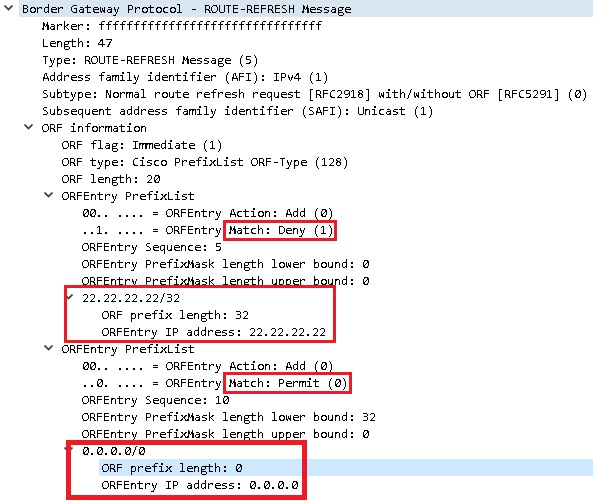 Border Gateway Protocol - ROUTE-REFRESH Message
Marker: ffffffffffffffffffffffffffffffff
Length: 47
Type: ROUTE-REFRESH Message (5)
Address family identifier (AFI): IPv4 (1)
Subtype: Normal route refresh request [RFC2918] with/without ORF [RFC5291] (0)
Subsequent address family identifier (SAFI): Unicast (1)
ORF information
ORF flag: Immediate (1)
ORF type: Cisco PrefixList ORF-Type (128)
ORF length: 20
ORFEntry PrefixList
00.. .... = ORFEntry Action: Add (0)
..1. .... = ORFEntry Match: Deny (1)
ORFEntry Sequence: 5
ORFEntry PrefixMask length lower bound: 0
ORFEntry PrefixMask length upper bound: 0
22.22.22.22/32
ORF prefix length: 32
ORFEntry IP address: 22.22.22.22
ORFEntry PrefixList
00.. .... = ORFEntry Action: Add (0)
..0. .... = ORFEntry Match: Permit (0)
ORFEntry Sequence: 10
ORFEntry PrefixMask length lower bound: 32
ORFEntry PrefixMask length upper bound: 0
0.0.0.0/0
ORF prefix length: 0
ORFEntry IP address: 0.0.0.0